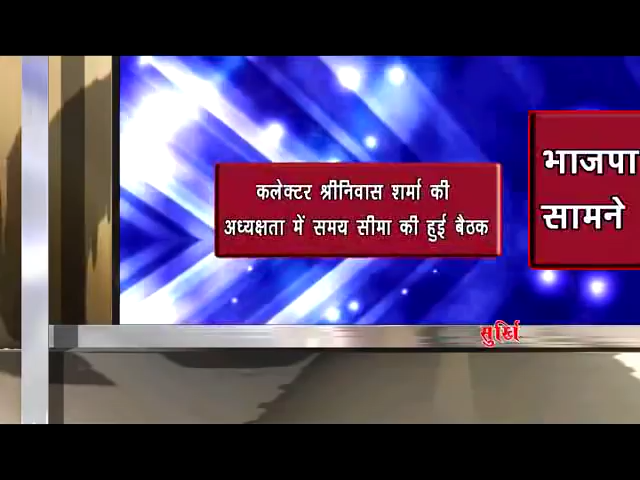 कलेक्टर श्रीनिवास शर्मा की
अध्यक्षता में समय सीमा की हुई बैठक
भाजपा
सामने
सुर्खि